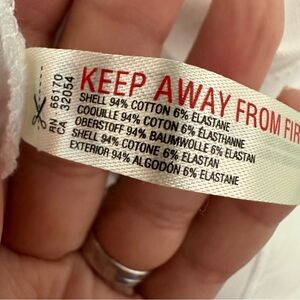 RN 66170
CA 32054
KEEP AWAY FROM FIR
SHELL 94% COTTON 6% ELASTANE
COQUILLE 94% COTON 6% ÉLASTHANNE
OBERSTOFF 94% BAUMWOLLE 6% ELASTAN
SHELL 94% COTONE 6% ELASTAN
EXTERIOR 94% ALGODÓN 6% ELASTANE